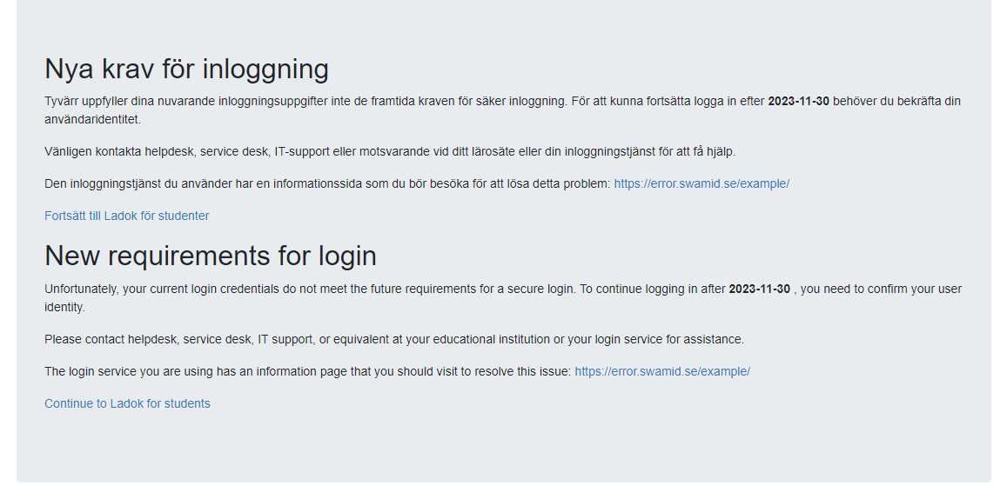 Nya krav för inloggning
Tyvärr uppfyller dina nuvarande inloggningsuppgifter inte de framtida kraven för säker inloggning. För att kunna fortsätta logga in efter 2023-11-30 behöver du bekräfta din
användaridentitet.
Vänligen kontakta helpdesk, service desk, IT-support eller motsvarande vid ditt lärosäte eller din inloggningstjänst för att få hjälp.
Den inloggningstjänst du använder har en informationssida som du bör besöka för att lösa detta problem: https://error.swamid.se/example/
Fortsätt till Ladok för studenter
New requirements for login
Unfortunately, your current login credentials do not meet the future requirements for a secure login. To continue logging in after 2023-11-30 , you need to confirm your user
identity.
Please contact helpdesk, service desk, IT support, or equivalent at your educational institution or your login service for assistance.
The login service you are using has an information page that you should visit to resolve this issue: https://error.swamid.se/example/
Continue to Ladok for students